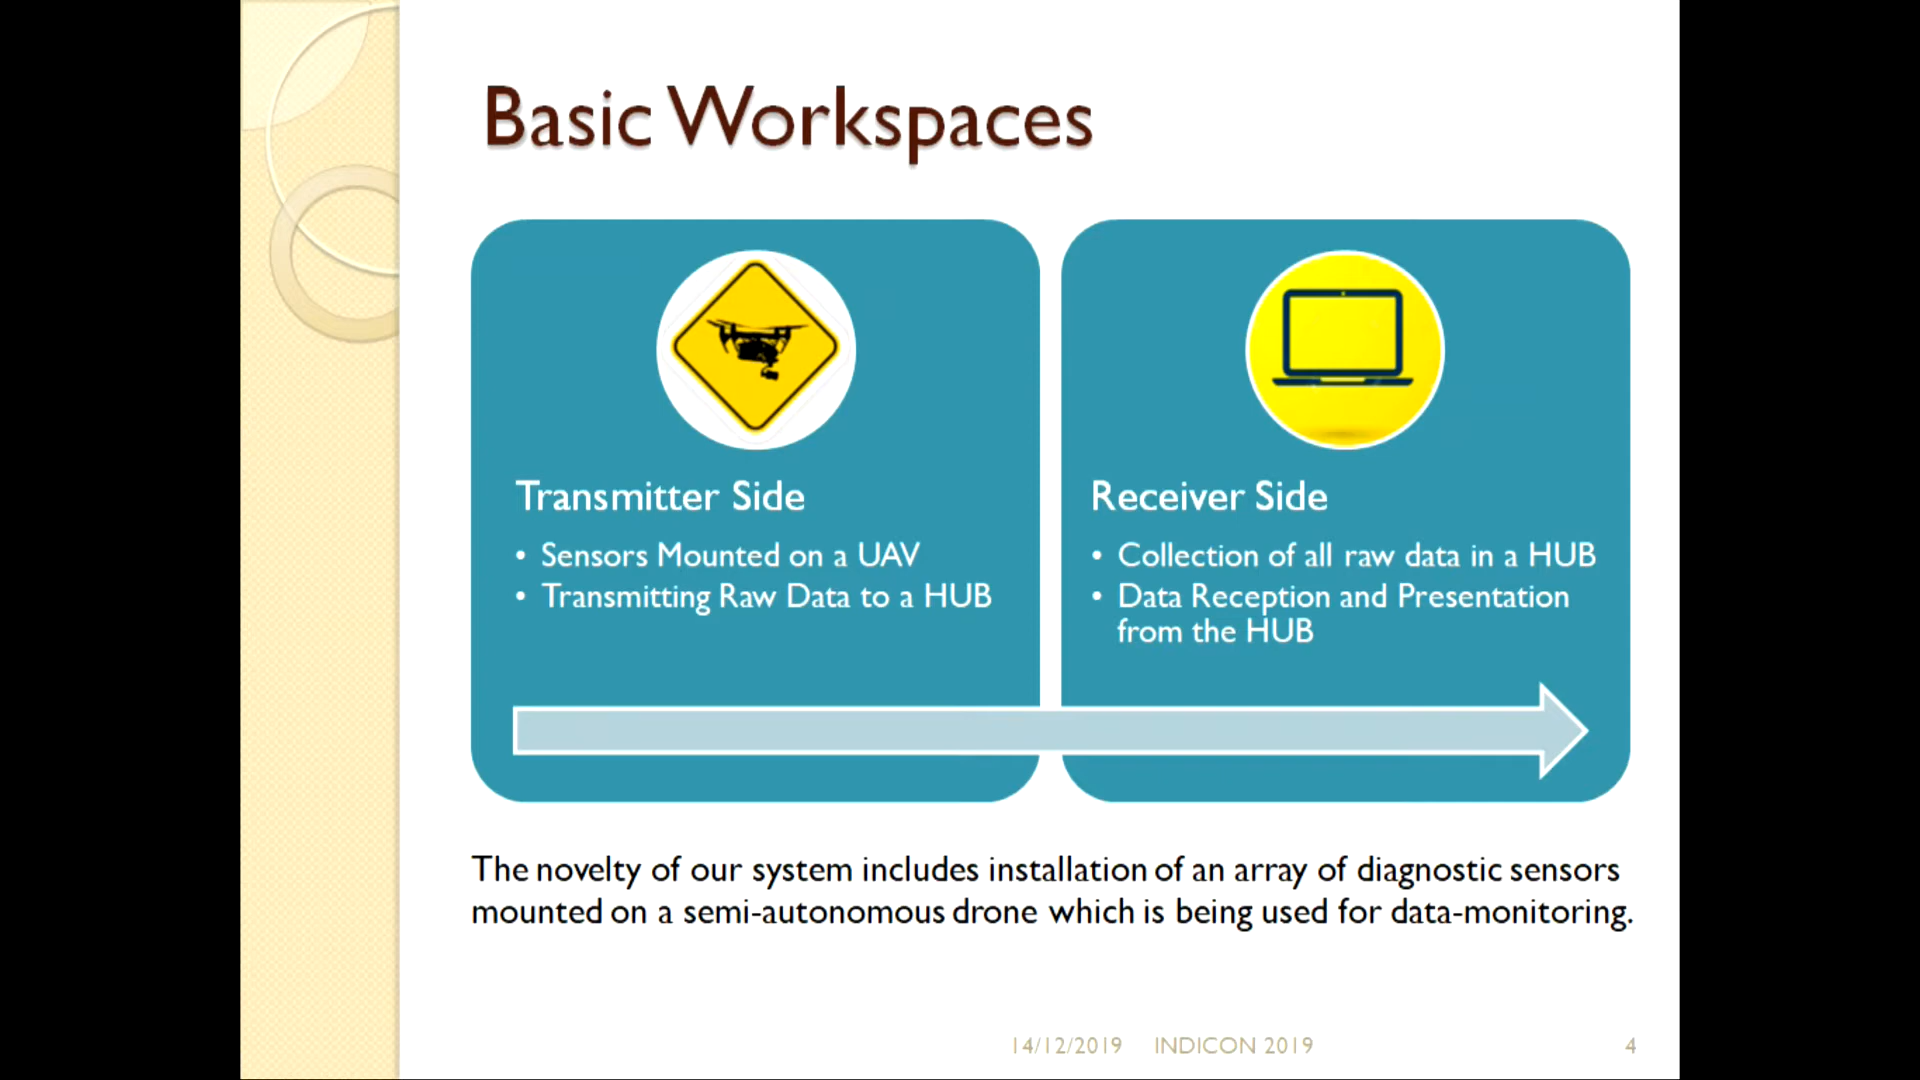 Basic Workspaces
Transmitter Side
• Sensors Mounted on a UAV
• Transmitting Raw Data to a HUB
Receiver Side
• Collection of all raw data in a HUB
• Data Reception and Presentation
from the HUB
The novelty of our system includes installation of an array of diagnostic sensors
mounted on a semi-autonomous drone which is being used for data-monitoring.
14/12/2019 INDICON 2019 4